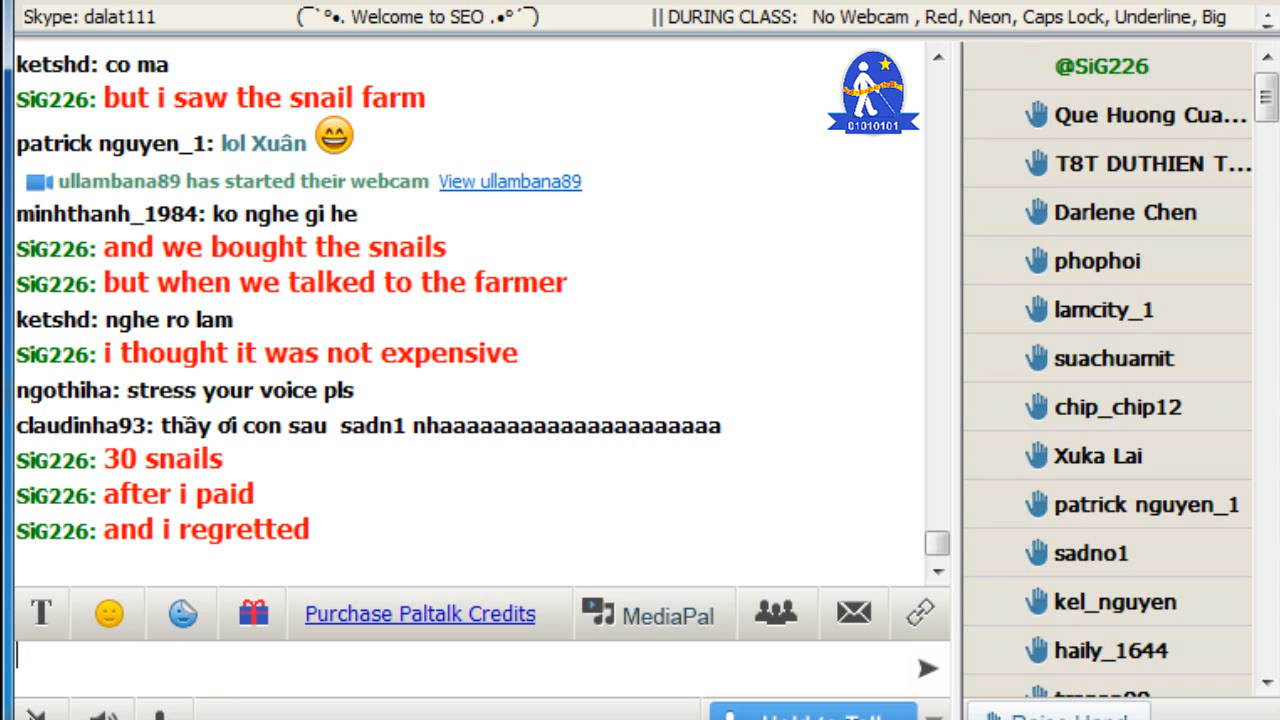 Skype: dalat111 (¯`°•. Welcome to SEO .•°´¯) || DURING CLASS: No Webcam , Red, Neon, Caps Lock, Underline, Big
ketshd: co ma
SiG226: but i saw the snail farm
patrick nguyen_1: lol Xuân 😄
ullambana89 has started their webcam View ullambana89
minhthanh_1984: ko nghe gi he
SiG226: and we bought the snails
SiG226: but when we talked to the farmer
ketshd: nghe ro lam
SiG226: i thought it was not expensive
ngothiha: stress your voice pls
claudinha93: thầy ơi con sau sadn1 nhaaaaaaaaaaaaaaaaaaaaa
SiG226: 30 snails
SiG226: after i paid
SiG226: and i regretted
01010101
@SiG226
Que Huong Cua...
T8T DUTHIEN T...
Darlene Chen
phophoi
lamcity_1
suachuamit
chip_chip12
Xuka Lai
patrick nguyen_1
sadno1
kel_nguyen
haily_1644
T
Purchase Paltalk Credits
MediaPal
Raise Hand